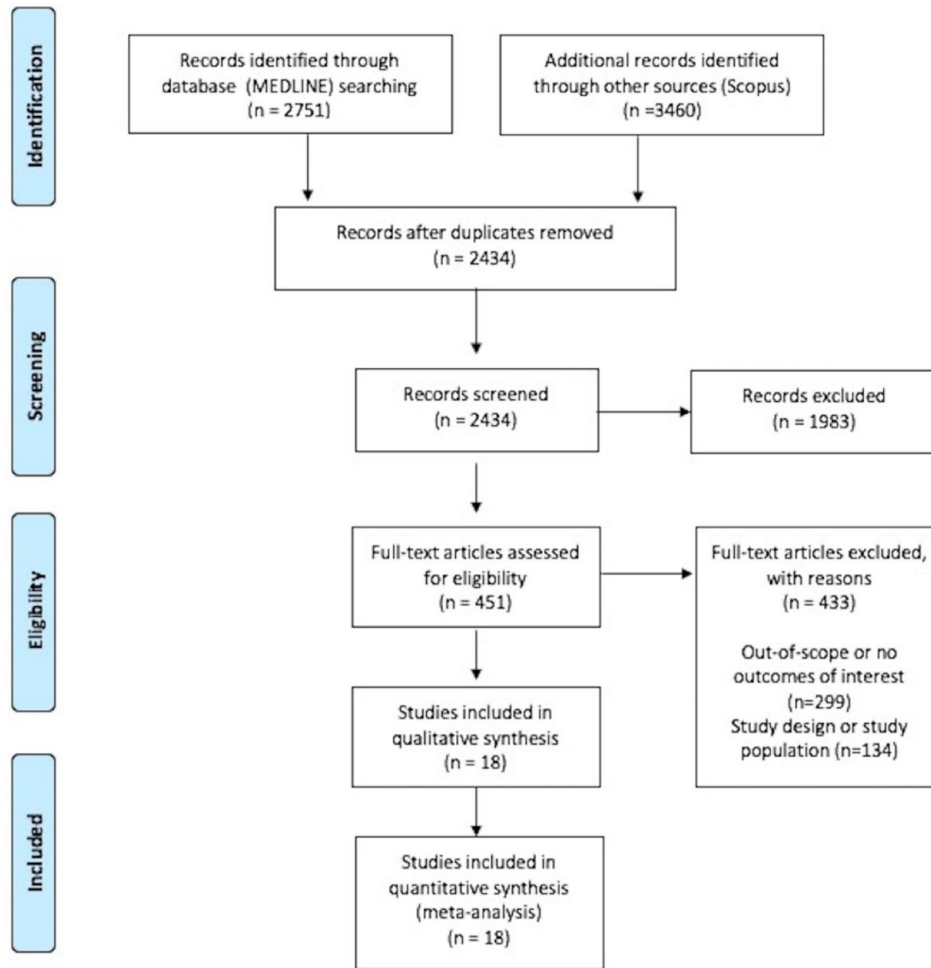 Identification
Records identified through
database  (MEDLINE) searching
(n = 2751)
Additional records identified
through other sources (Scopus)
(n =3460)
Records after duplicates removed
(n = 2434)
Screening
Records screened
(n = 2434)
Records excluded
(n = 1983)
Eligibility
Full-text articles assessed
for eligibility
(n = 451)
Full-text articles excluded,
with reasons
(n = 433)
Out-of-scope or no
outcomes of interest
(n=299)
Study design or study
population (n=134)
Studies included in
qualitative synthesis
(n = 18)
Included
Studies included in
quantitative synthesis
(meta-analysis)
(n = 18)